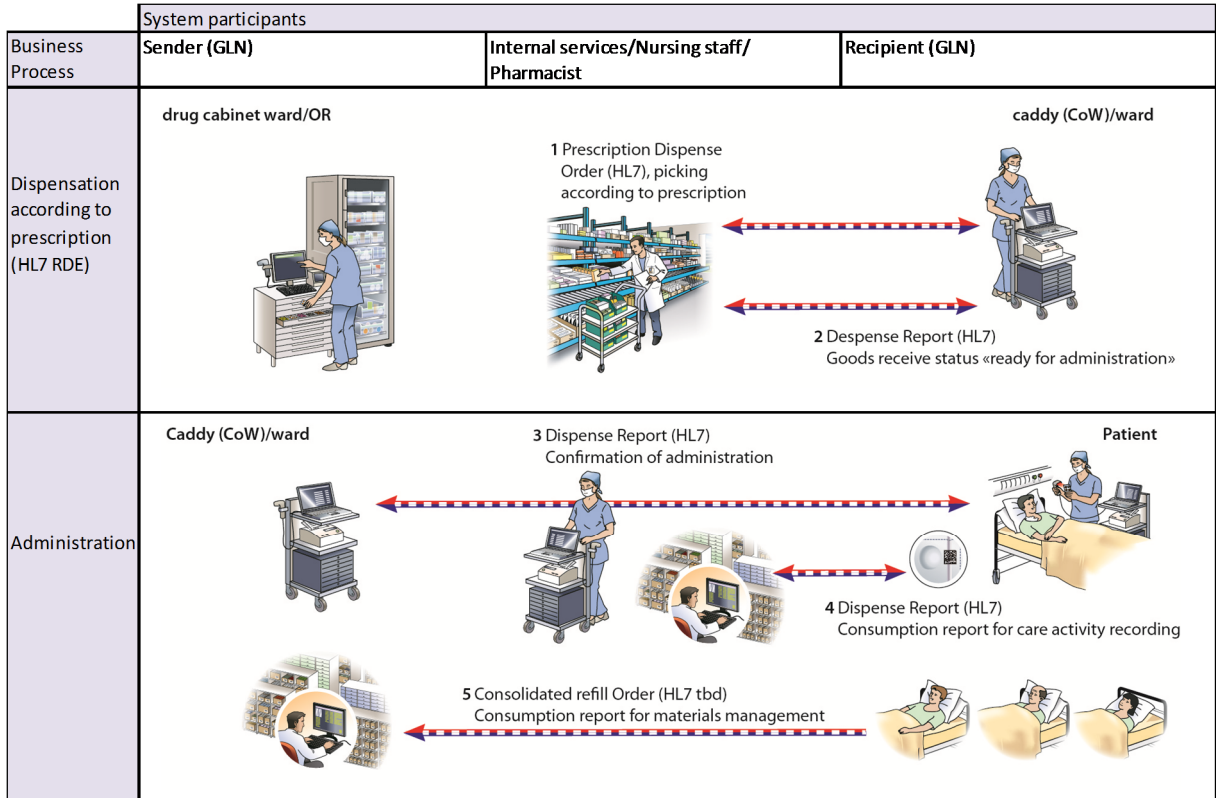 System participants
Business
Process
Sender (GLN)
Internal services/Nursing staff/
Pharmacist
Recipient (GLN)
Dispensation
according to
prescription
(HL7 RDE)
drug cabinet ward/OR
1 Prescription Dispense
Order (HL7), picking
according to prescription
caddy (CoW)/ward
2 Despense Report (HL7)
Goods receive status «ready for administration»
Administration
Caddy (CoW)/ward
3 Dispense Report (HL7)
Confirmation of administration
Patient
4 Dispense Report (HL7)
Consumption report for care activity recording
5 Consolidated refill Order (HL7 tbd)
Consumption report for materials management